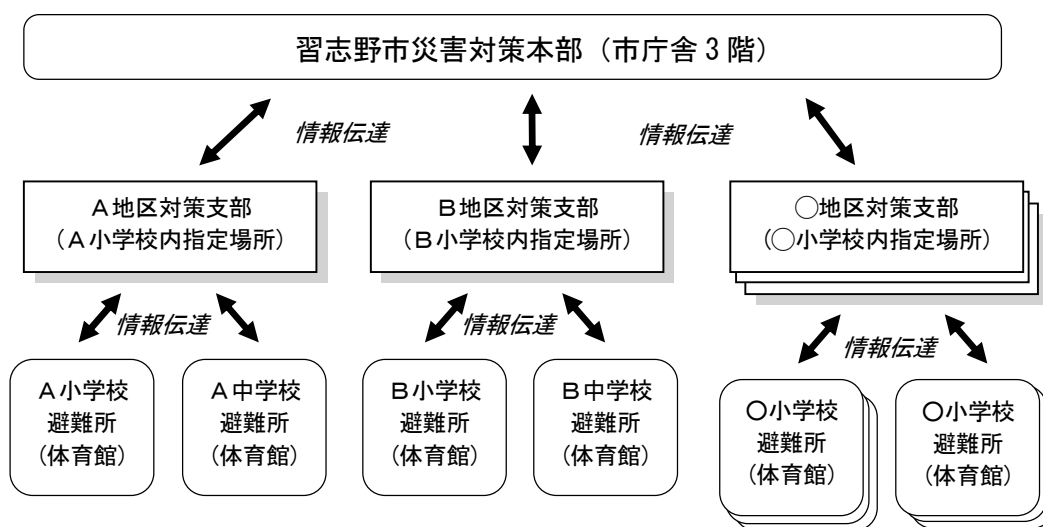 習志野市災害対策本部（市庁舎３階）
情報伝達
情報伝達
Ａ地区対策支部
（Ａ小学校内指定場所）
Ｂ地区対策支部
（Ｂ小学校内指定場所）
◯地区対策支部
（◯小学校内指定場所）
情報伝達
情報伝達
情報伝達
Ａ小学校
避難所
(体育館)
Ａ中学校
避難所
(体育館)
Ｂ小学校
避難所
(体育館)
Ｂ中学校
避難所
(体育館)
○小学校
避難所
(体育館)
○小学校
避難所
(体育館)